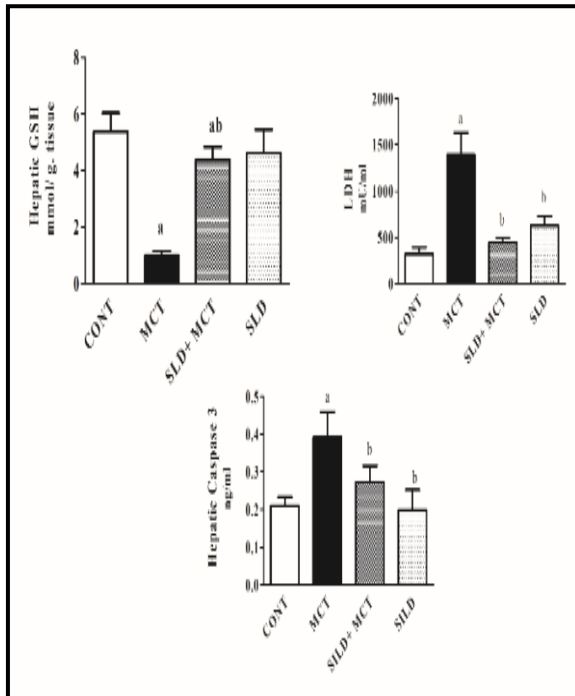 Hepatic GSH
mmol/ g- tissue
8
6
4
2
0
a
ab
CONT
MCT
SLD+ MCT
SLD
LDH
mU/ml
2000
1500
1000
500
0
a
b
b
CONT
MCT
SLD+ MCT
SLD
Hepatic Caspase 3
ng/ml
0.5
0.4
0.3
0.2
0.1
0.0
a
b
b
CONT
MCT
SILD+ MCT
SILD